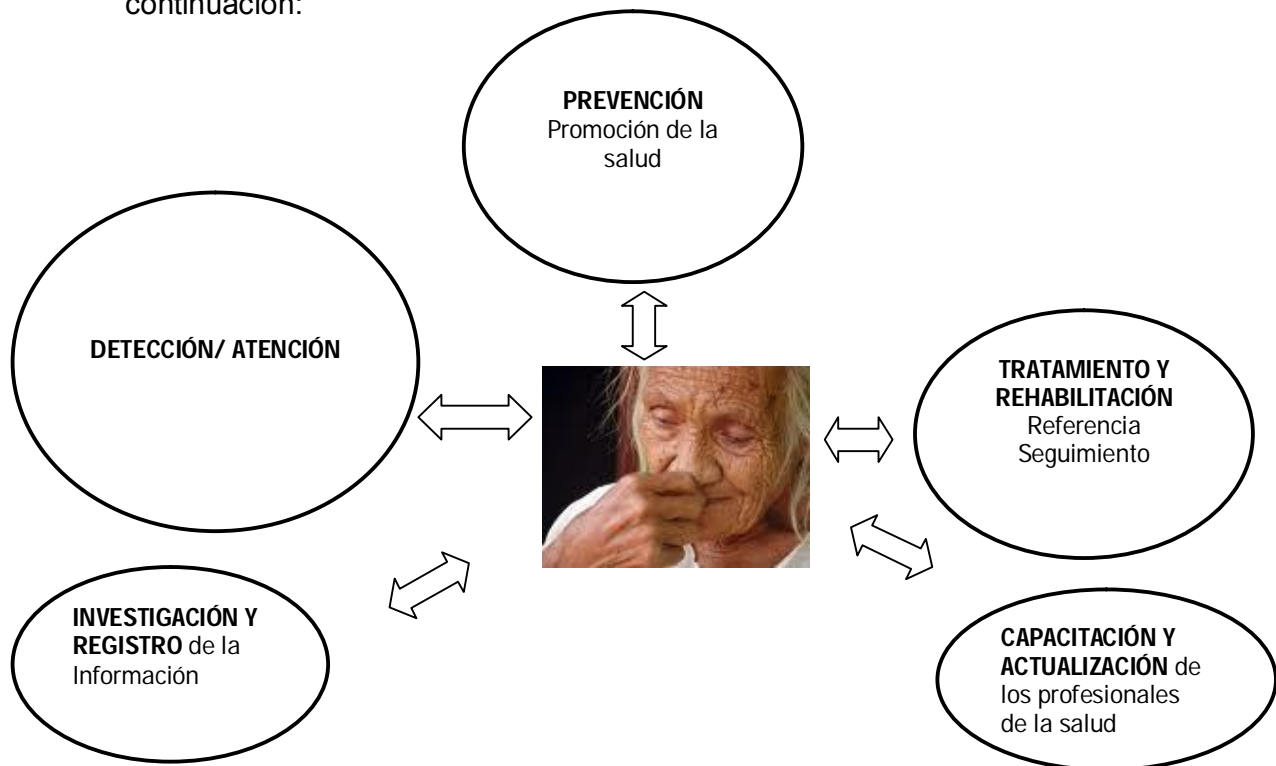 continuación:
PREVENCIÓN
Promoción de la
salud
DETECCIÓN/ ATENCIÓN
TRATAMIENTO Y
REHABILITACIÓN
Referencia
Seguimiento
INVESTIGACIÓN Y
REGISTRO de la
Información
CAPACITACIÓN Y
ACTUALIZACIÓN de
los profesionales
de la salud